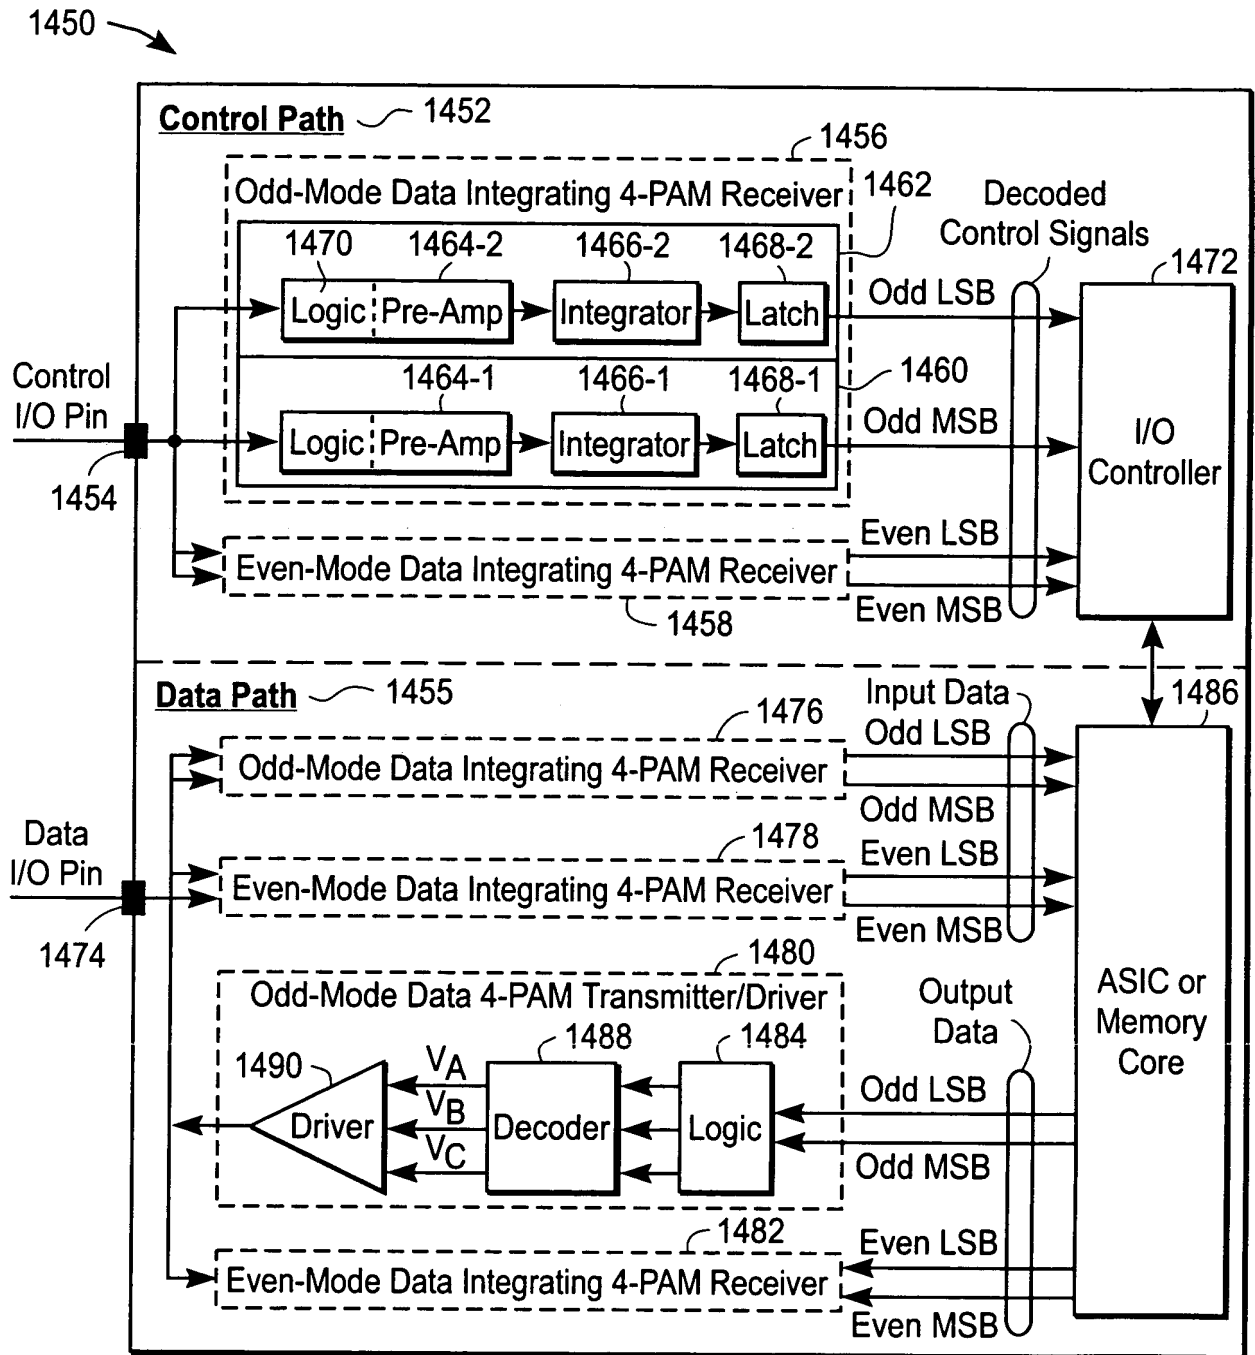 1450
Control Path
1452
1456
Odd-Mode Data Integrating 4-PAM Receiver
1462
Decoded
Control Signals
1470
1464-2
1466-2
1468-2
1472
Logic
Pre-Amp
Integrator
Latch
Odd LSB
Control
I/O Pin
1464-1
1466-1
1468-1
1460
Logic
Pre-Amp
Integrator
Latch
Odd MSB
I/O
Controller
1454
Even-Mode Data Integrating 4-PAM Receiver
Even LSB
Even MSB
1458
Data Path
1455
1476
Input Data
1486
Odd-Mode Data Integrating 4-PAM Receiver
Odd LSB
Odd MSB
Data
I/O Pin
1478
Even-Mode Data Integrating 4-PAM Receiver
Even LSB
Even MSB
1474
1480
Odd-Mode Data 4-PAM Transmitter/Driver
Output
Data
ASIC or
Memory
Core
1490
VA
VB
VC
1488
1484
Driver
Decoder
Logic
Odd LSB
Odd MSB
1482
Even-Mode Data Integrating 4-PAM Receiver
Even LSB
Even MSB